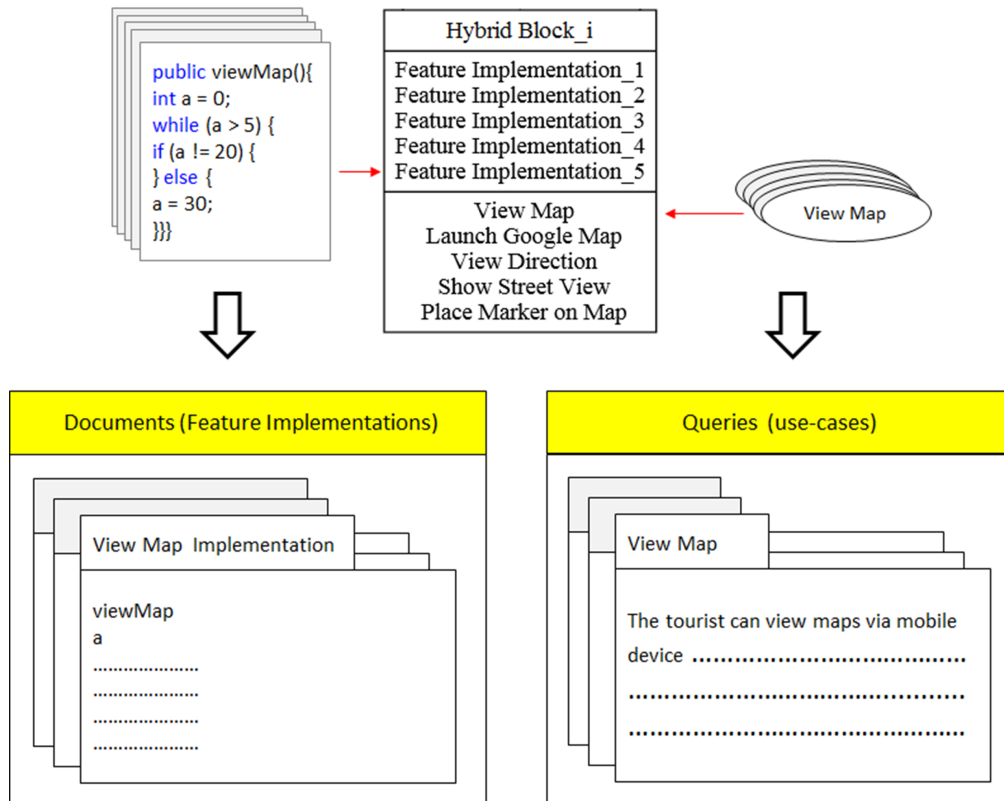 public viewMap(){
int a = 0;
while (a > 5) {
if (a != 20) {
} else {
a = 30;
}}}
Hybrid Block_i
Feature Implementation_1
Feature Implementation_2
Feature Implementation_3
Feature Implementation_4
Feature Implementation_5
View Map
Launch Google Map
View Direction
Show Street View
Place Marker on Map
View Map
Documents (Feature Implementations)
View Map Implementation
viewMap
a
.....................
.....................
.....................
.....................
Queries (use-cases)
View Map
The tourist can view maps via mobile
device ......................................
..............................................
..............................................